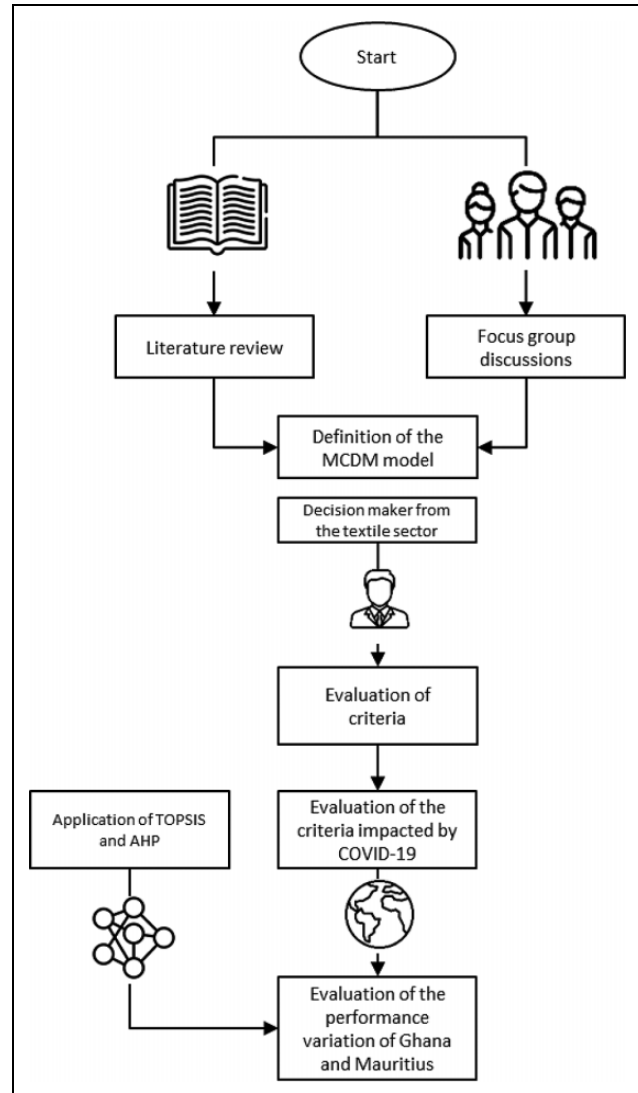 Start
Literature review
Focus group
discussions
Definition of the
MCDM model
Decision maker from
the textile sector
Evaluation of
criteria
Application of TOPSIS
and AHP
Evaluation of the
criteria impacted by
COVID-19
Evaluation of the
performance
variation of Ghana
and Mauritius